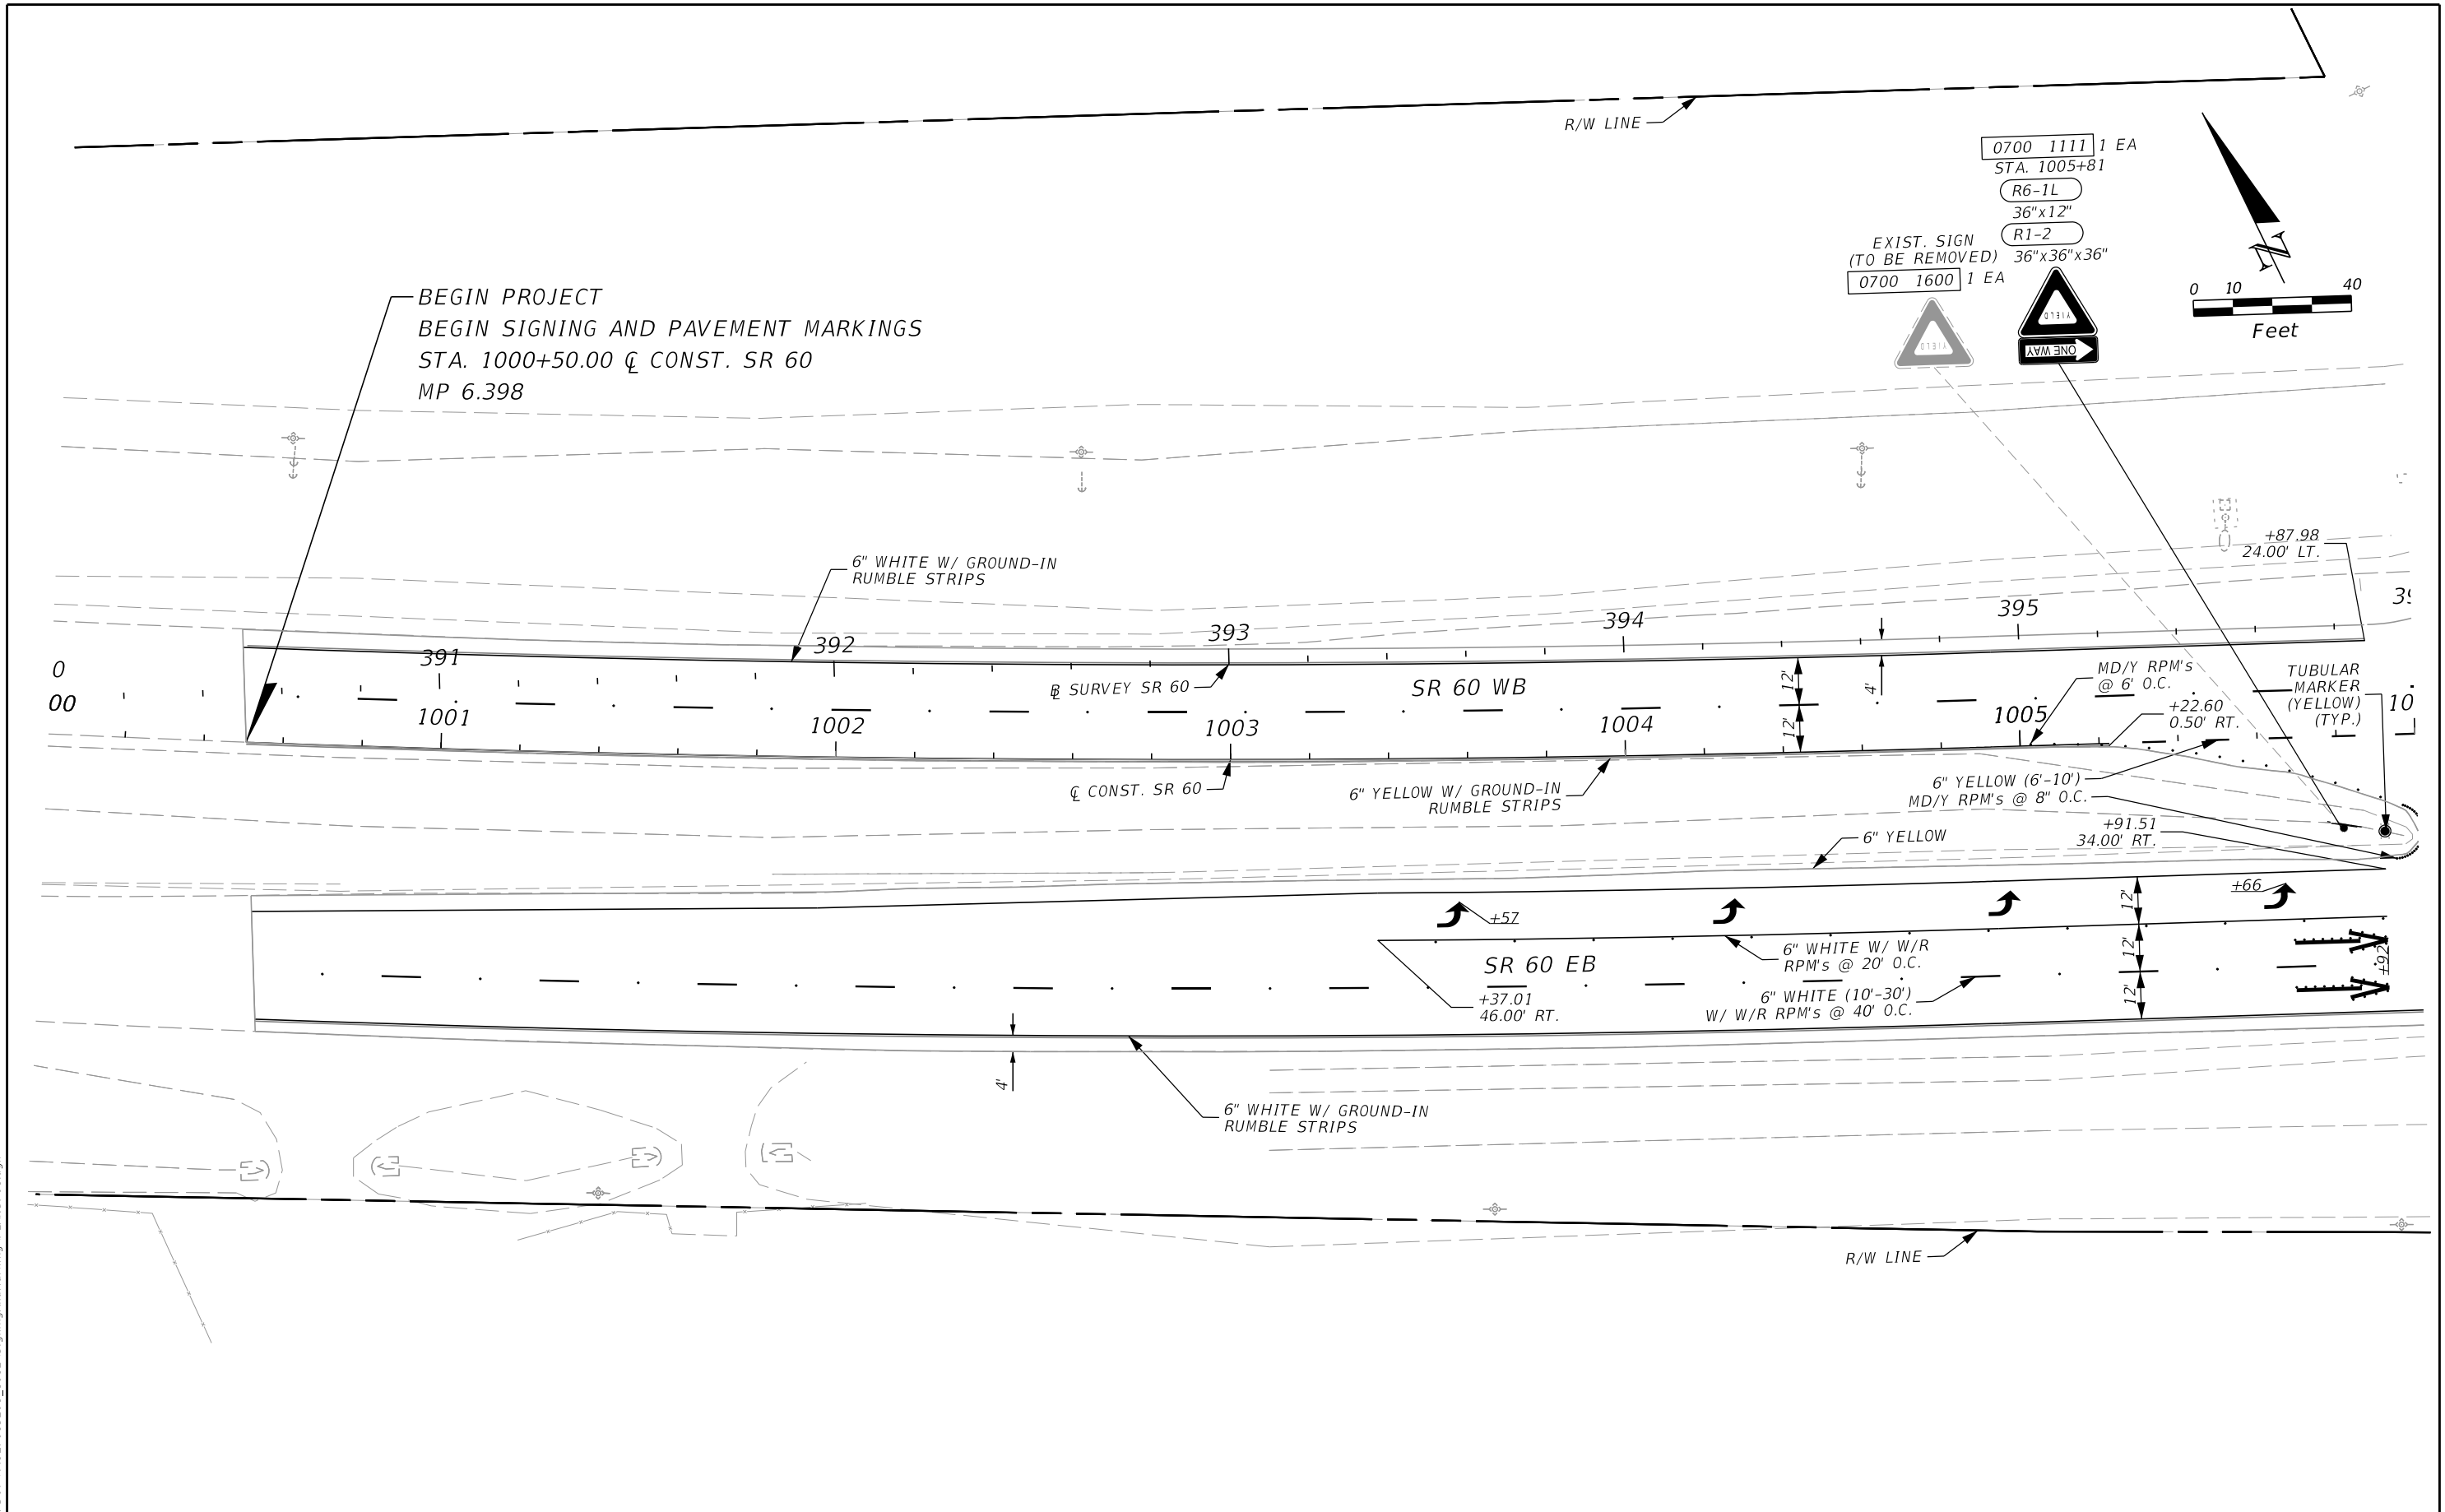 R/W LINE
0700 1111 1 EA
STA. 1005+81
R6-1L
36"x12"
R1-2
36"x36"x36"
EXIST. SIGN
(TO BE REMOVED)
0700 1600 1 EA
YIELD
YIELD
ONE WAY
N
0 10 40
Feet
BEGIN PROJECT
BEGIN SIGNING AND PAVEMENT MARKINGS
STA. 1000+50.00 ℄ CONST. SR 60
MP 6.398
+87.98
24.00' LT.
6" WHITE W/ GROUND-IN
RUMBLE STRIPS
0
391
392
393
394
395
39
00
1001
1002
1003
1004
1005
10
B̲L SURVEY SR 60
SR 60 WB
12'
12'
4'
MD/Y RPM's
@ 6' O.C.
TUBULAR
MARKER
(YELLOW)
(TYP.)
+22.60
0.50' RT.
℄ CONST. SR 60
6" YELLOW W/ GROUND-IN
RUMBLE STRIPS
6" YELLOW (6'-10')
MD/Y RPM's @ 8" O.C.
6" YELLOW
+91.51
34.00' RT.
+57
+66
12'
12'
12'
+92
6" WHITE W/ W/R
RPM's @ 20' O.C.
SR 60 EB
+37.01
46.00' RT.
6" WHITE (10'-30')
W/ W/R RPM's @ 40' O.C.
4'
6" WHITE W/ GROUND-IN
RUMBLE STRIPS
R/W LINE